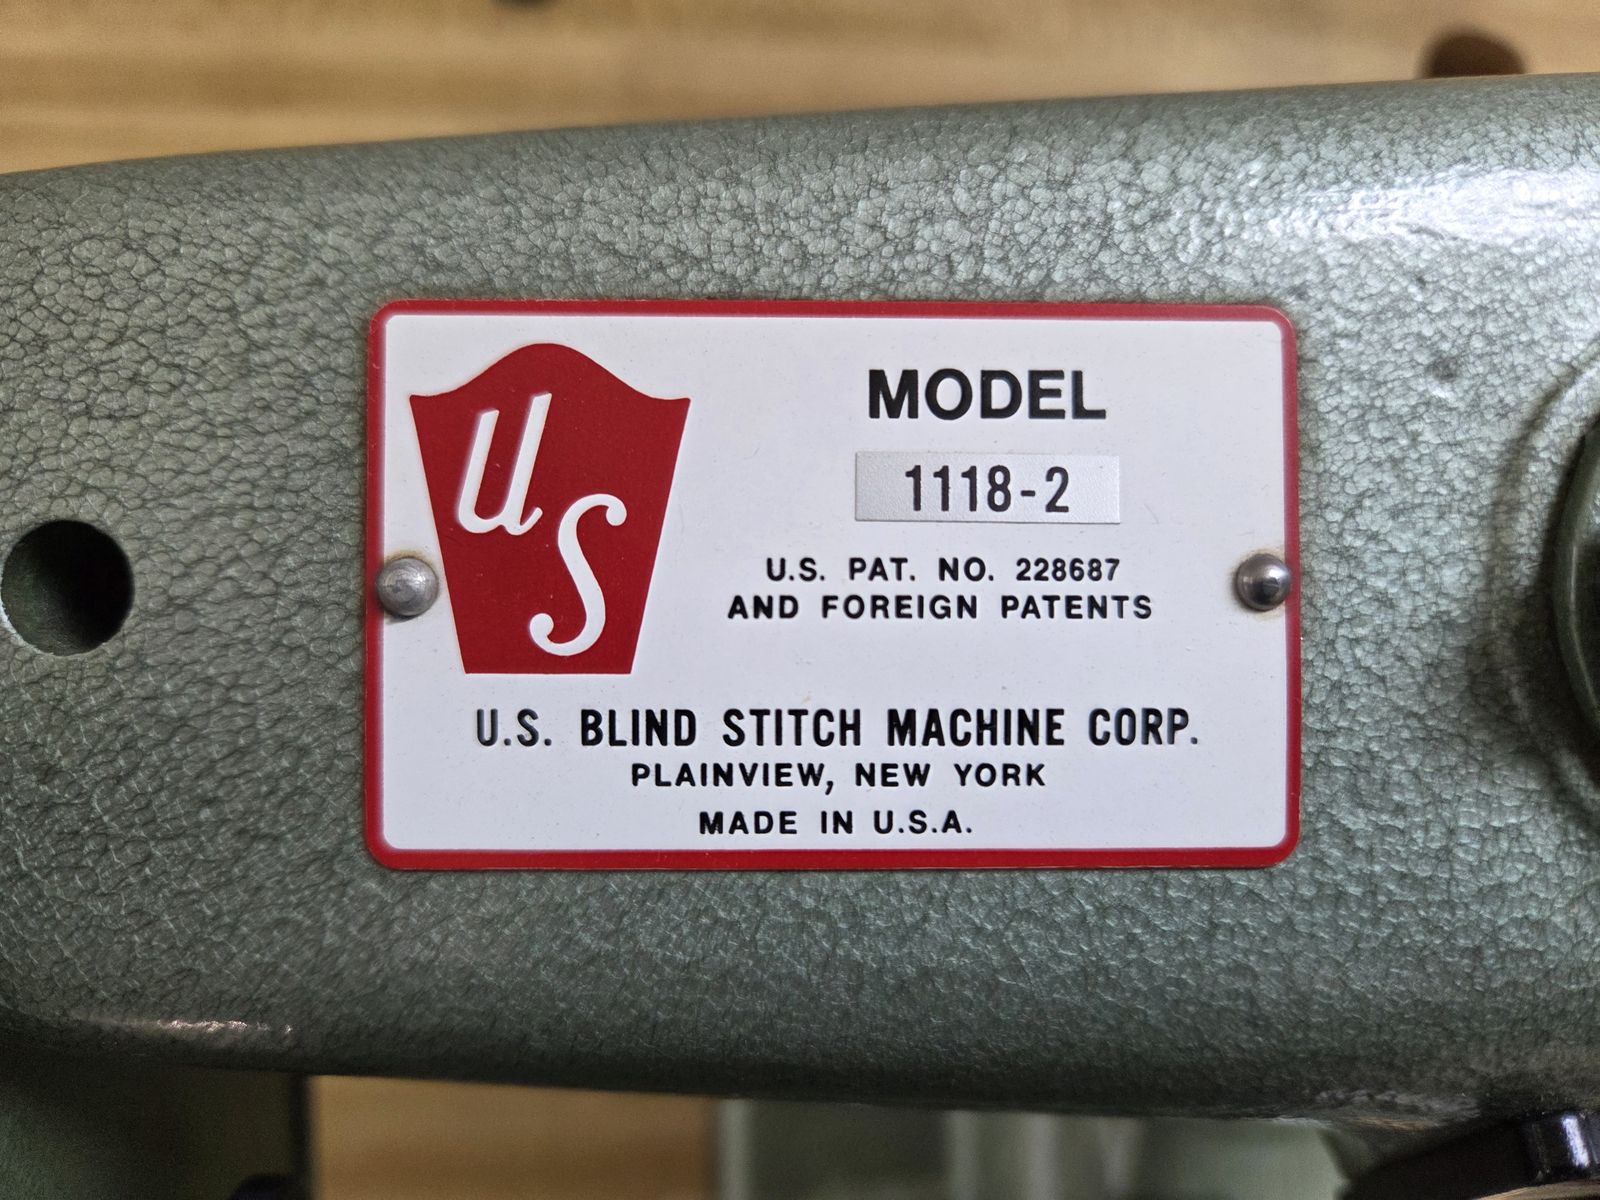 US
MODEL
1118-2
U.S. PAT. NO. 228687
AND FOREIGN PATENTS
U.S. BLIND STITCH MACHINE CORP.
PLAINVIEW, NEW YORK
MADE IN U.S.A.